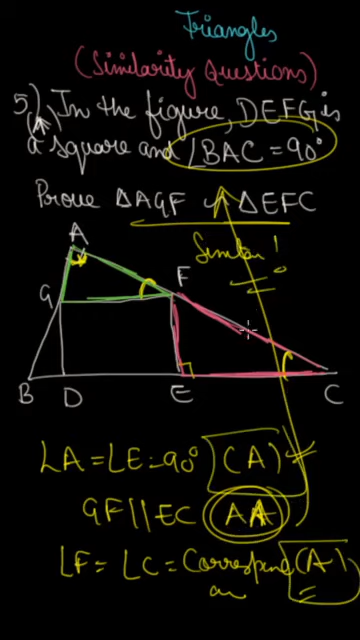 Triangles
(Similarity Questions)
5) In the figure, DEFG is
a square and ∠BAC = 90°
Prove ΔAGF ~ ΔEFC
Similar!
A
G
F
B
D
E
C
∠A = ∠E = 90° (A)
GF || EC (AA)
∠F = ∠C = Correspond (A)